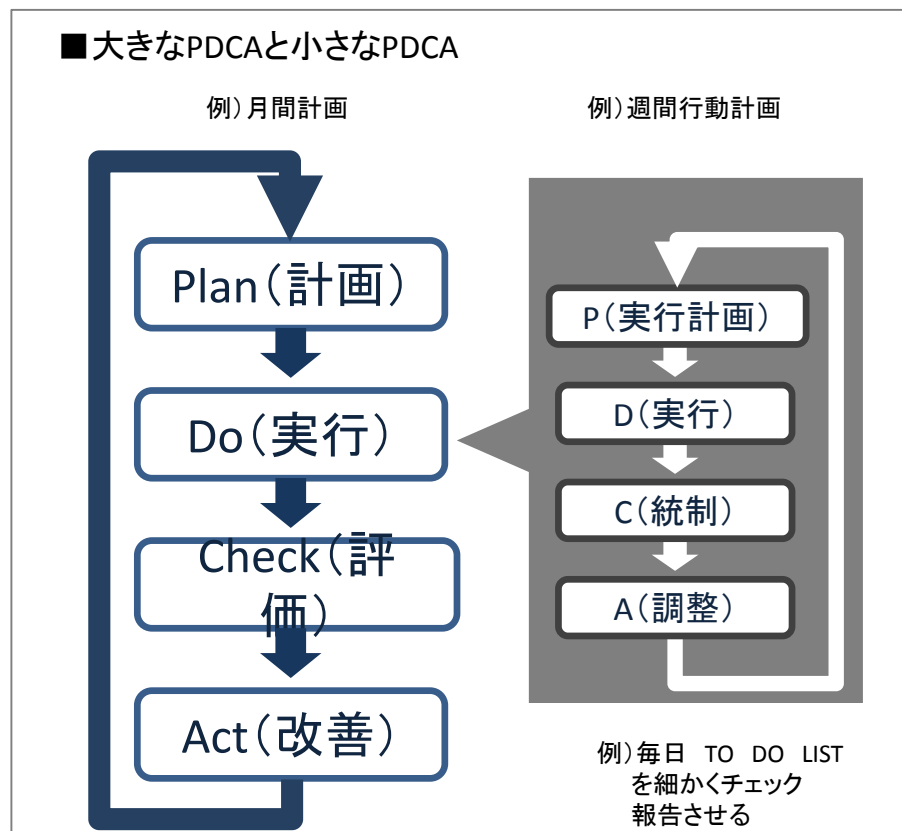 ■大きなPDCAと小さなPDCA
例）月間計画
例）週間行動計画
Plan（計画）
Do（実行）
Check（評
価）
Act（改善）
P（実行計画）
D（実行）
C（統制）
A（調整）
例）毎日 TO DO LIST
を細かくチェック
報告させる